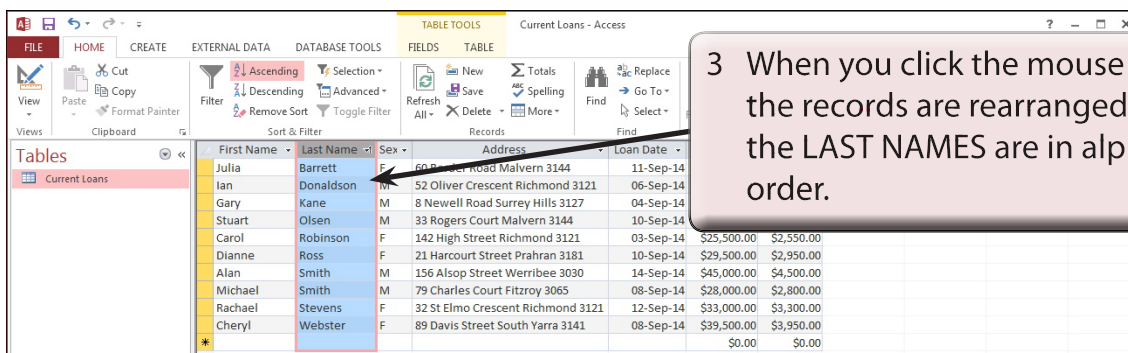 TABLE TOOLS Current Loans - Access ?
FILE HOME CREATE EXTERNAL DATA DATABASE TOOLS FIELDS TABLE
View
Paste
Cut
Copy
Format Painter
Filter
Ascending
Descending
Remove Sort
Selection
Advanced
Toggle Filter
Refresh
All
New
Save
Delete
Totals
Spelling
More
Find
Replace
Go To
Select
Views Clipboard Sort & Filter Records Find
3 When you click the mouse
the records are rearranged
the LAST NAMES are in alp
order.
Tables
Current Loans
First Name Last Name Sex Address Loan Date
Julia Barrett F Road Malvern 3144 11-Sep-14
Ian Donaldson M 52 Oliver Crescent Richmond 3121 06-Sep-14
Gary Kane M 8 Newell Road Surrey Hills 3127 04-Sep-14
Stuart Olsen M 33 Rogers Court Malvern 3144 10-Sep-14
Carol Robinson F 142 High Street Richmond 3121 03-Sep-14 $25,500.00 $2,550.00
Dianne Ross F 21 Harcourt Street Prahran 3181 10-Sep-14 $29,500.00 $2,950.00
Alan Smith M 156 Alsop Street Werribee 3030 14-Sep-14 $45,000.00 $4,500.00
Michael Smith M 79 Charles Court Fitzroy 3065 08-Sep-14 $28,000.00 $2,800.00
Rachael Stevens F 32 St Elmo Crescent Richmond 3121 12-Sep-14 $33,000.00 $3,300.00
Cheryl Webster F 89 Davis Street South Yarra 3141 08-Sep-14 $39,500.00 $3,950.00
$0.00 $0.00